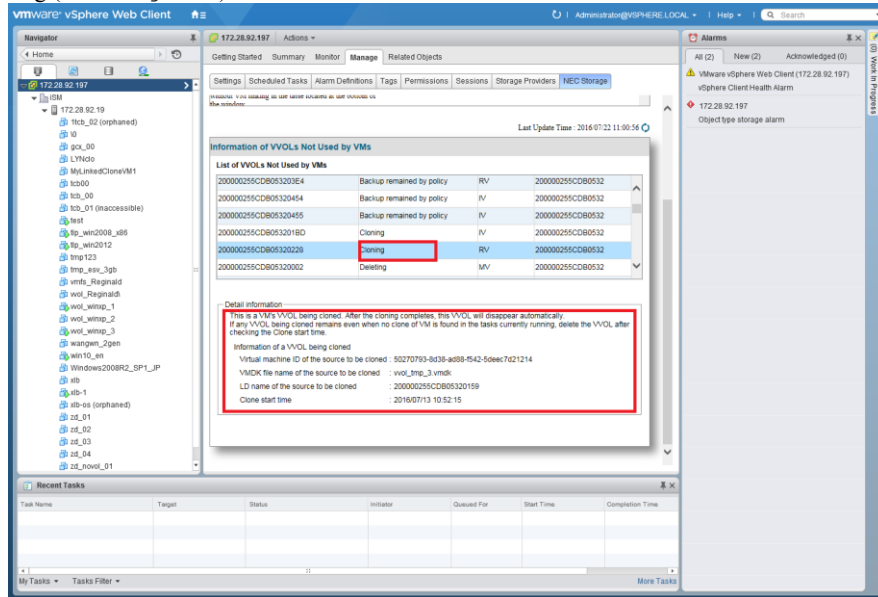 vmware® vSphere Web Client
Administrator@VSPHERE.LOCAL
Help
Search
Navigator
Home
172.28.92.197
iSM
172.28.92.19
1tcb_02 (orphaned)
\0
gcx_00
LYNclo
MyLinkedCloneVM1
tcb00
tcb_00
tcb_01 (inaccessible)
test
tlp_win2008_x86
tlp_win2012
tmp123
tmp_esv_3gb
vmfs_Reginald
vvol_Reginald\
vvol_winxp_1
vvol_winxp_2
vvol_winxp_3
wangwn_2gen
win10_en
Windows2008R2_SP1_JP
xlb
xlb-1
xlb-os (orphaned)
zd_01
zd_02
zd_03
zd_04
zd_novol_01
172.28.92.197 Actions
Getting Started Summary Monitor Manage Related Objects
Settings Scheduled Tasks Alarm Definitions Tags Permissions Sessions Storage Providers NEC Storage
the window.
Last Update Time : 2016/07/22 11:00:56
Information of VVOLs Not Used by VMs
List of VVOLs Not Used by VMs
200000255CDB053203E4 Backup remained by policy RV 200000255CDB0532
200000255CDB05320454 Backup remained by policy IV 200000255CDB0532
200000255CDB05320455 Backup remained by policy IV 200000255CDB0532
200000255CDB053201BD Cloning IV 200000255CDB0532
200000255CDB05320228 Cloning RV 200000255CDB0532
200000255CDB05320002 Deleting MV 200000255CDB0532
Detail information
This is a VM's VVOL being cloned. After the cloning completes, this VVOL will disappear automatically.
If any VVOL being cloned remains even when no clone of VM is found in the tasks currently running, delete the VVOL after
checking the Clone start time.
Information of a VVOL being cloned
Virtual machine ID of the source to be cloned : 50270793-8d38-ad88-f542-5deec7d21214
VMDK file name of the source to be cloned : vvol_tmp_3.vmdk
LD name of the source to be cloned : 200000255CDB05320159
Clone start time : 2016/07/13 10:52:15
Alarms
All (2) New (2) Acknowledged (0)
VMware vSphere Web Client (172.28.92.197)
vSphere Client Health Alarm
172.28.92.197
Object type storage alarm
(0) Work In Progress
Recent Tasks
Task Name Target Status Initiator Queued For Start Time Completion Time
My Tasks Tasks Filter More Tasks